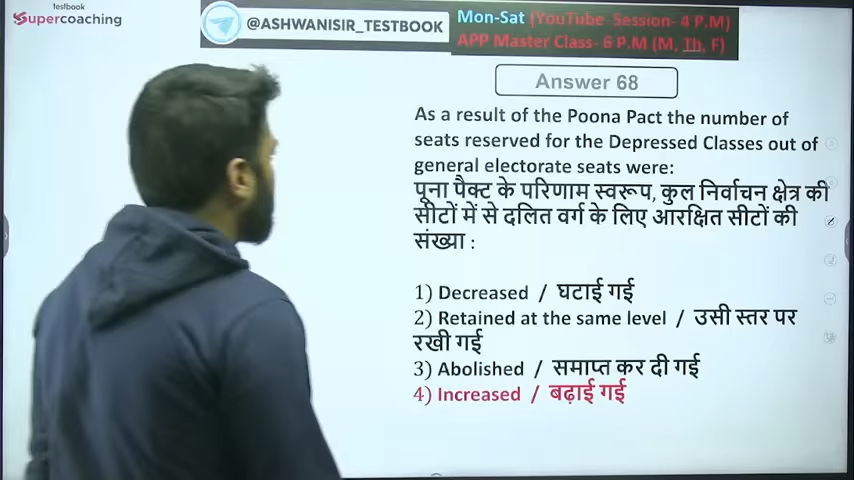 testbook
Supercoaching
@ASHWANISIR_TESTBOOK
Mon-Sat (YouTube Session- 4 P.M)
APP Master Class- 6 P.M (M, Th, F)
Answer 68
As a result of the Poona Pact the number of
seats reserved for the Depressed Classes out of
general electorate seats were:
पूना पैक्ट के परिणाम स्वरूप, कुल निर्वाचन क्षेत्र की
सीटों में से दलित वर्ग के लिए आरक्षित सीटों की
संख्या :
1) Decreased / घटाई गई
2) Retained at the same level / उसी स्तर पर
रखी गई
3) Abolished / समाप्त कर दी गई
4) Increased / बढ़ाई गई